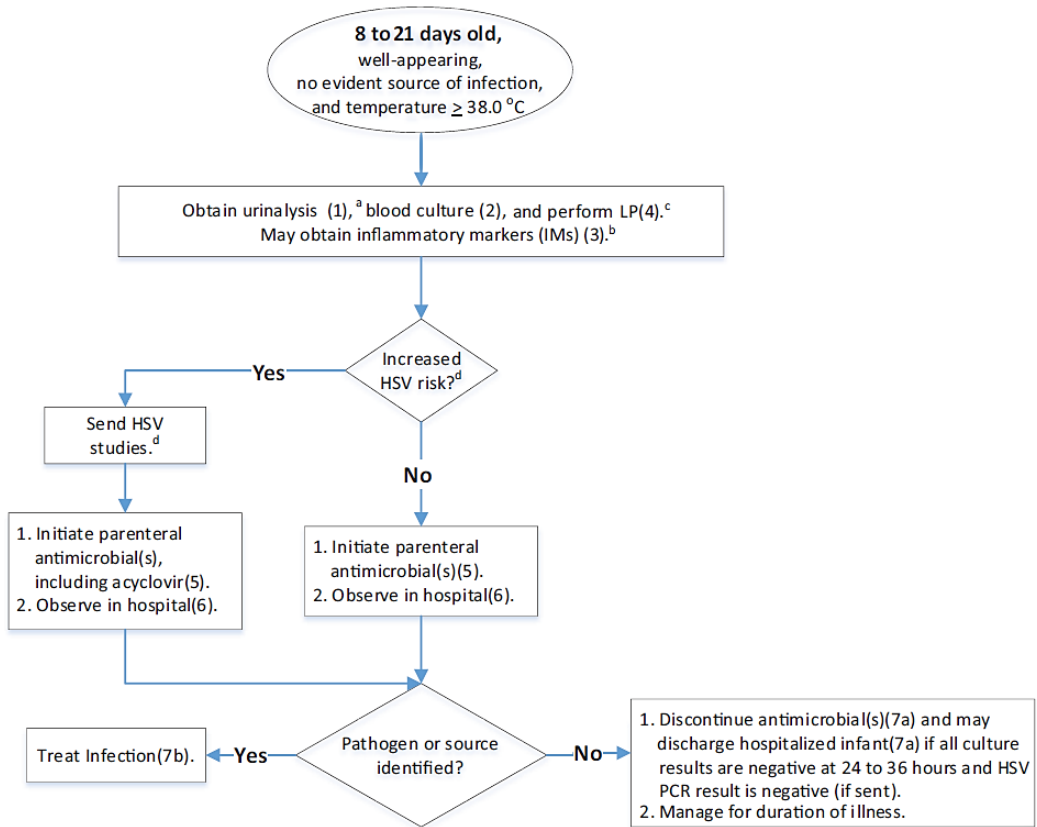 8 to 21 days old,
well-appearing,
no evident source of infection,
and temperature ≥ 38.0 °C
Obtain urinalysis (1),ᵃ blood culture (2), and perform LP(4).ᶜ
May obtain inflammatory markers (IMs) (3).ᵇ
Increased
HSV risk?ᵈ
Yes
Send HSV
studies.ᵈ
No
1. Initiate parenteral
antimicrobial(s),
including acyclovir(5).
2. Observe in hospital(6).
1. Initiate parenteral
antimicrobial(s)(5).
2. Observe in hospital(6).
Pathogen or source
identified?
Yes
Treat Infection(7b).
No
1. Discontinue antimicrobial(s)(7a) and may
discharge hospitalized infant(7a) if all culture
results are negative at 24 to 36 hours and HSV
PCR result is negative (if sent).
2. Manage for duration of illness.